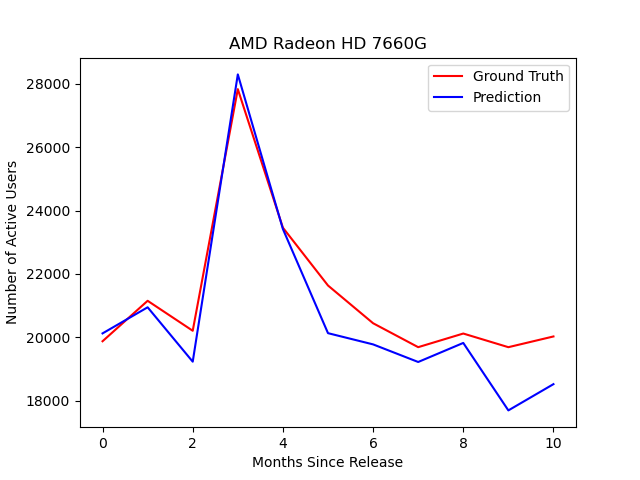 AMD Radeon HD 7660G
Ground Truth
Prediction
28000
26000
24000
22000
20000
18000
Number of Active Users
0 2 4 6 8 10
Months Since Release